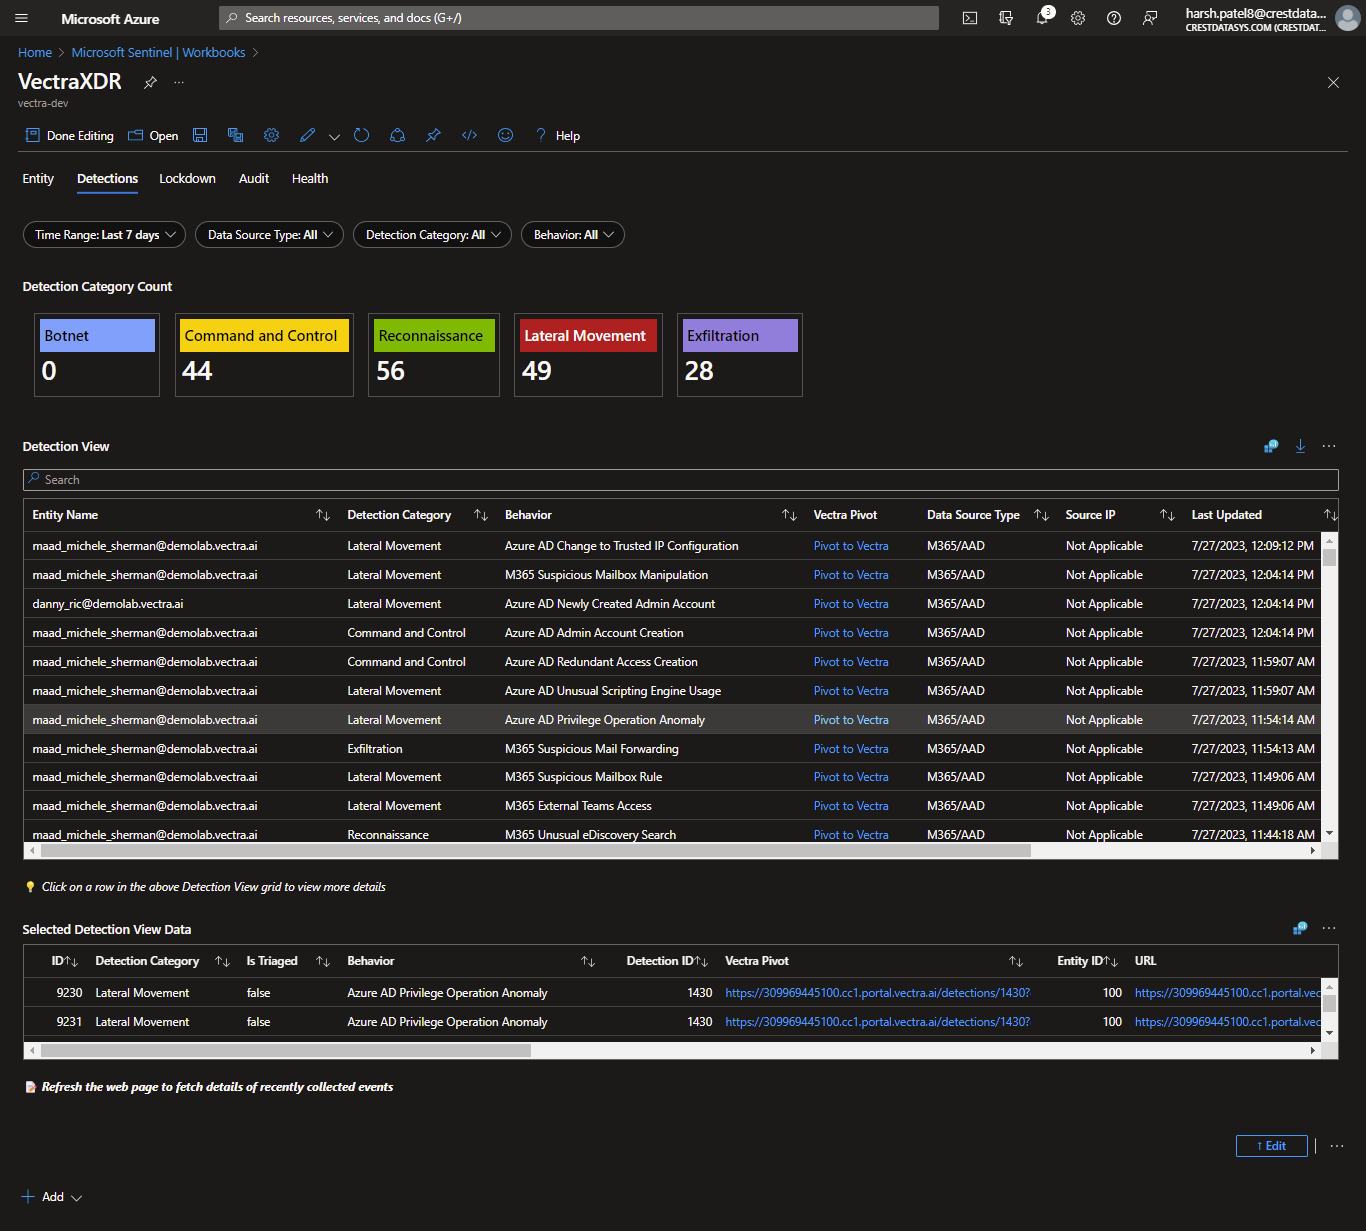 Microsoft Azure
Search resources, services, and docs (G+/)
3
harsh.patel8@crestdata...
CRESTDATASYS.COM (CRESTDAT...
Home > Microsoft Sentinel | Workbooks >
VectraXDR
vectra-dev
Done Editing Open ? Help
Entity Detections Lockdown Audit Health
Time Range: Last 7 days Data Source Type: All Detection Category: All Behavior: All
Detection Category Count
Botnet Command and Control Reconnaissance Lateral Movement Exfiltration
0 44 56 49 28
Detection View
Search
Entity Name Detection Category Behavior Vectra Pivot Data Source Type Source IP Last Updated
maad_michele_sherman@demolab.vectra.ai Lateral Movement Azure AD Change to Trusted IP Configuration Pivot to Vectra M365/AAD Not Applicable 7/27/2023, 12:09:12 PM
maad_michele_sherman@demolab.vectra.ai Lateral Movement M365 Suspicious Mailbox Manipulation Pivot to Vectra M365/AAD Not Applicable 7/27/2023, 12:04:14 PM
danny_ric@demolab.vectra.ai Lateral Movement Azure AD Newly Created Admin Account Pivot to Vectra M365/AAD Not Applicable 7/27/2023, 12:04:14 PM
maad_michele_sherman@demolab.vectra.ai Command and Control Azure AD Admin Account Creation Pivot to Vectra M365/AAD Not Applicable 7/27/2023, 12:04:14 PM
maad_michele_sherman@demolab.vectra.ai Command and Control Azure AD Redundant Access Creation Pivot to Vectra M365/AAD Not Applicable 7/27/2023, 11:59:07 AM
maad_michele_sherman@demolab.vectra.ai Lateral Movement Azure AD Unusual Scripting Engine Usage Pivot to Vectra M365/AAD Not Applicable 7/27/2023, 11:59:07 AM
maad_michele_sherman@demolab.vectra.ai Lateral Movement Azure AD Privilege Operation Anomaly Pivot to Vectra M365/AAD Not Applicable 7/27/2023, 11:54:14 AM
maad_michele_sherman@demolab.vectra.ai Exfiltration M365 Suspicious Mail Forwarding Pivot to Vectra M365/AAD Not Applicable 7/27/2023, 11:54:13 AM
maad_michele_sherman@demolab.vectra.ai Lateral Movement M365 Suspicious Mailbox Rule Pivot to Vectra M365/AAD Not Applicable 7/27/2023, 11:49:06 AM
maad_michele_sherman@demolab.vectra.ai Lateral Movement M365 External Teams Access Pivot to Vectra M365/AAD Not Applicable 7/27/2023, 11:49:06 AM
maad_michele_sherman@demolab.vectra.ai Reconnaissance M365 Unusual eDiscovery Search Pivot to Vectra M365/AAD Not Applicable 7/27/2023, 11:44:18 AM
Click on a row in the above Detection View grid to view more details
Selected Detection View Data
ID Detection Category Is Triaged Behavior Detection ID Vectra Pivot Entity ID URL
9230 Lateral Movement false Azure AD Privilege Operation Anomaly 1430 https://309969445100.cc1.portal.vectra.ai/detections/1430? 100 https://309969445100.cc1.portal.vec
9231 Lateral Movement false Azure AD Privilege Operation Anomaly 1430 https://309969445100.cc1.portal.vectra.ai/detections/1430? 100 https://309969445100.cc1.portal.vec
Refresh the web page to fetch details of recently collected events
↑ Edit
Add